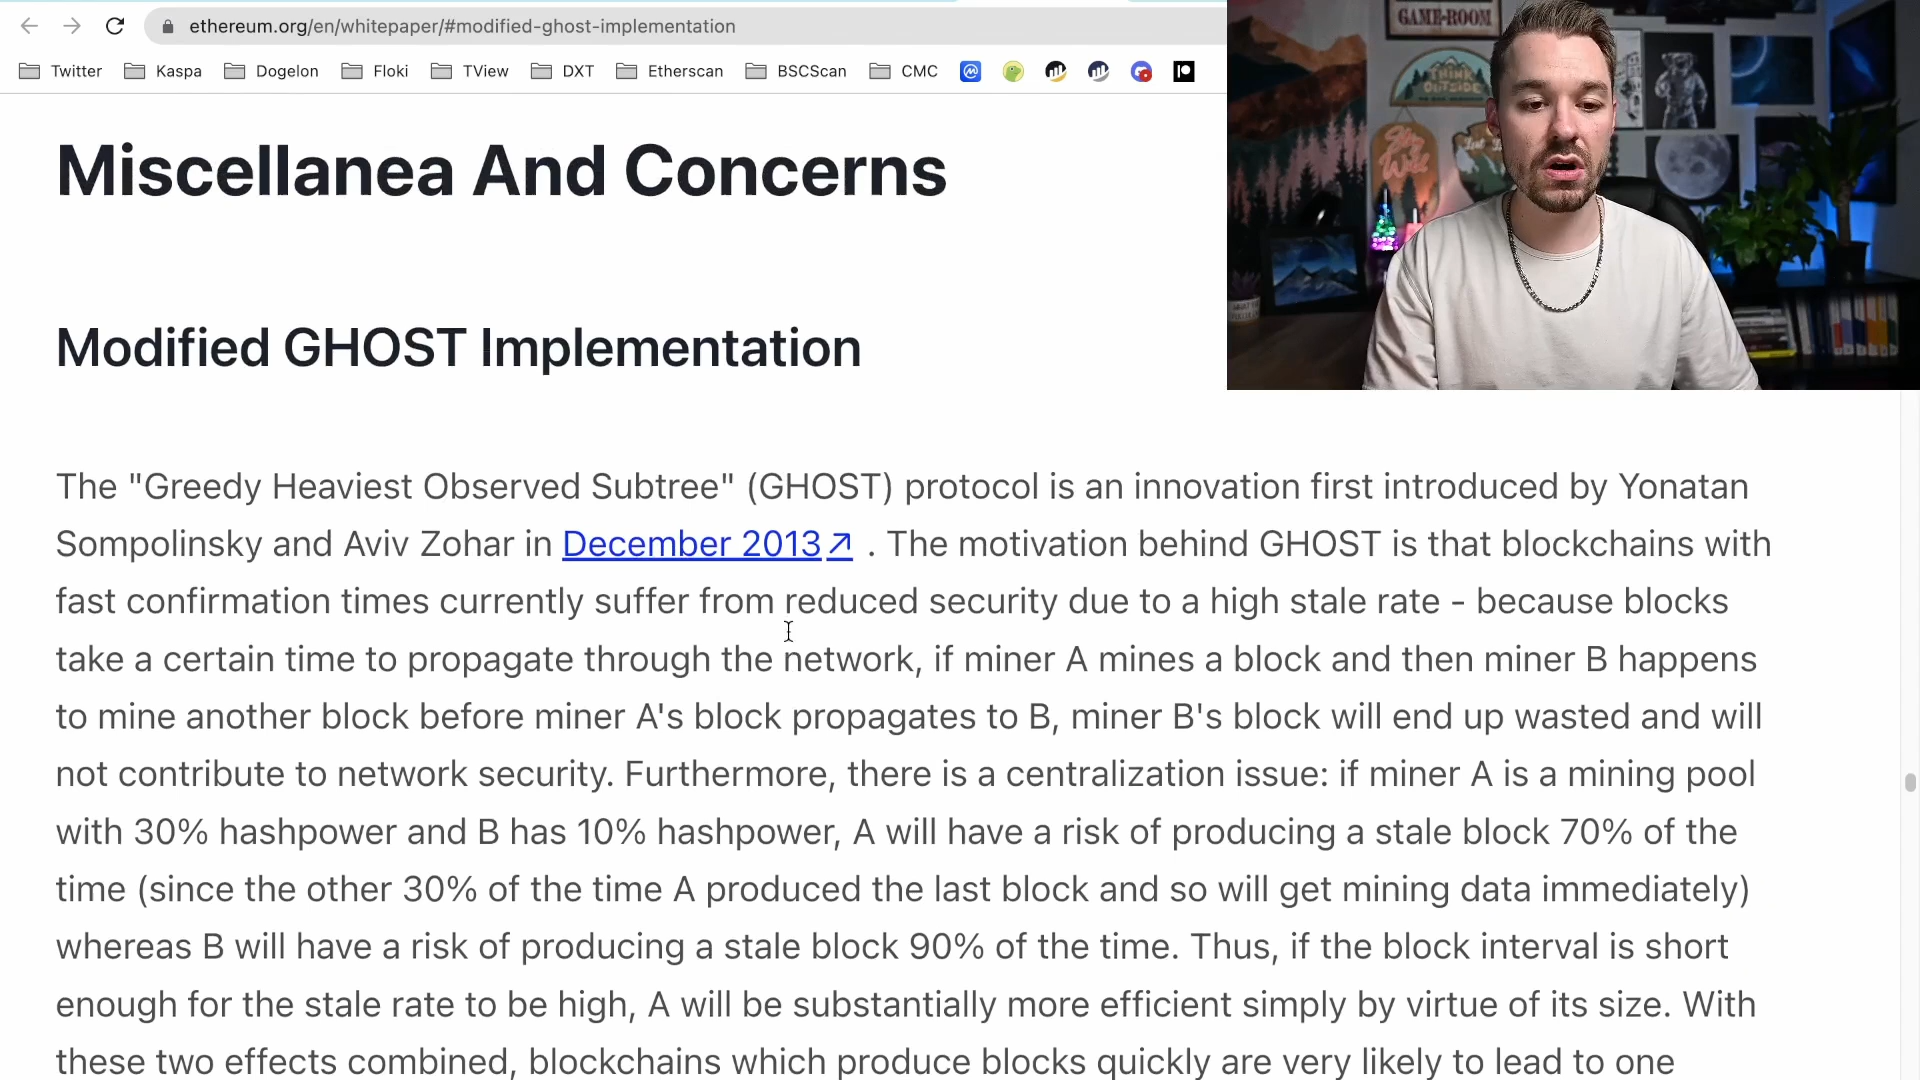 ethereum.org/en/whitepaper/#modified-ghost-implementation
Twitter Kaspa Dogelon Floki TView DXT Etherscan BSCScan CMC
GAME-ROOM
THINK
OUTSIDE
Stay
Wild
Miscellanea And Concerns
Modified GHOST Implementation
The "Greedy Heaviest Observed Subtree" (GHOST) protocol is an innovation first introduced by Yonatan
Sompolinsky and Aviv Zohar in December 2013 . The motivation behind GHOST is that blockchains with
fast confirmation times currently suffer from reduced security due to a high stale rate - because blocks
take a certain time to propagate through the network, if miner A mines a block and then miner B happens
to mine another block before miner A's block propagates to B, miner B's block will end up wasted and will
not contribute to network security. Furthermore, there is a centralization issue: if miner A is a mining pool
with 30% hashpower and B has 10% hashpower, A will have a risk of producing a stale block 70% of the
time (since the other 30% of the time A produced the last block and so will get mining data immediately)
whereas B will have a risk of producing a stale block 90% of the time. Thus, if the block interval is short
enough for the stale rate to be high, A will be substantially more efficient simply by virtue of its size. With
these two effects combined, blockchains which produce blocks quickly are very likely to lead to one